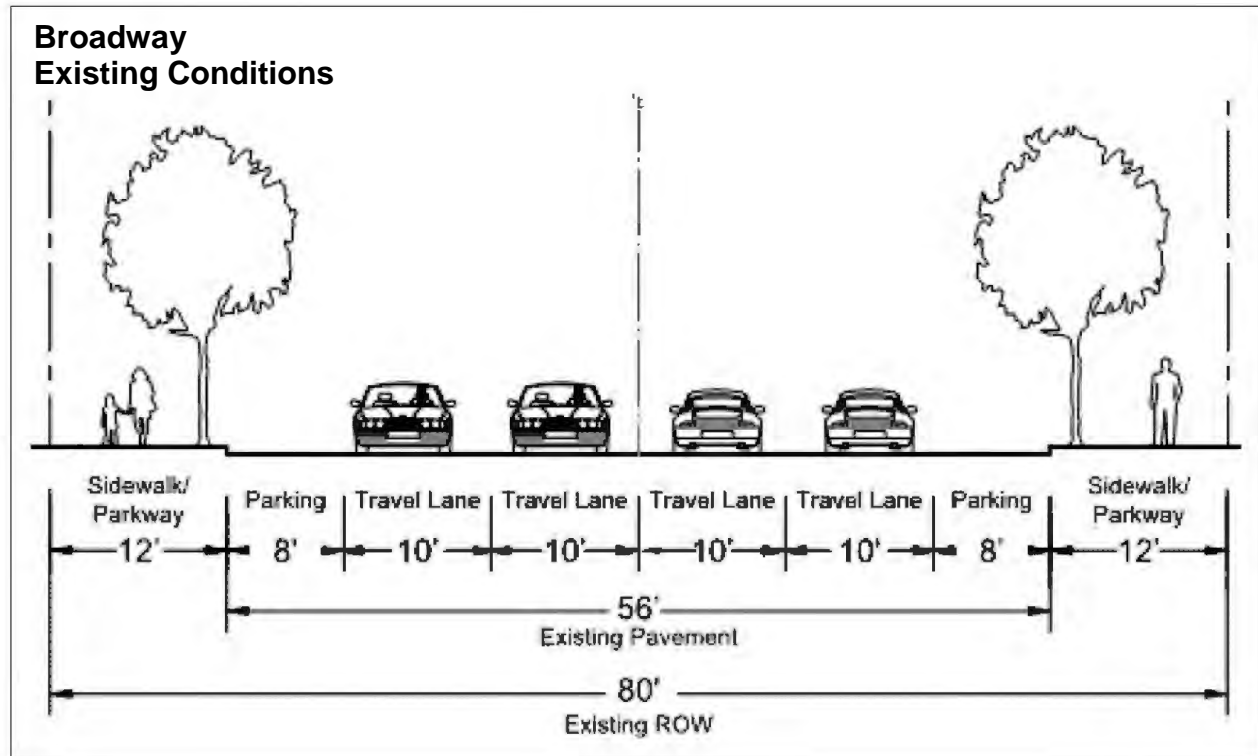 Broadway
Existing Conditions
Sidewalk/
Parkway
Parking
Travel Lane
Travel Lane
Travel Lane
Travel Lane
Parking
Sidewalk/
Parkway
12'
8'
10'
10'
10'
10'
8'
12'
56'
Existing Pavement
80'
Existing ROW